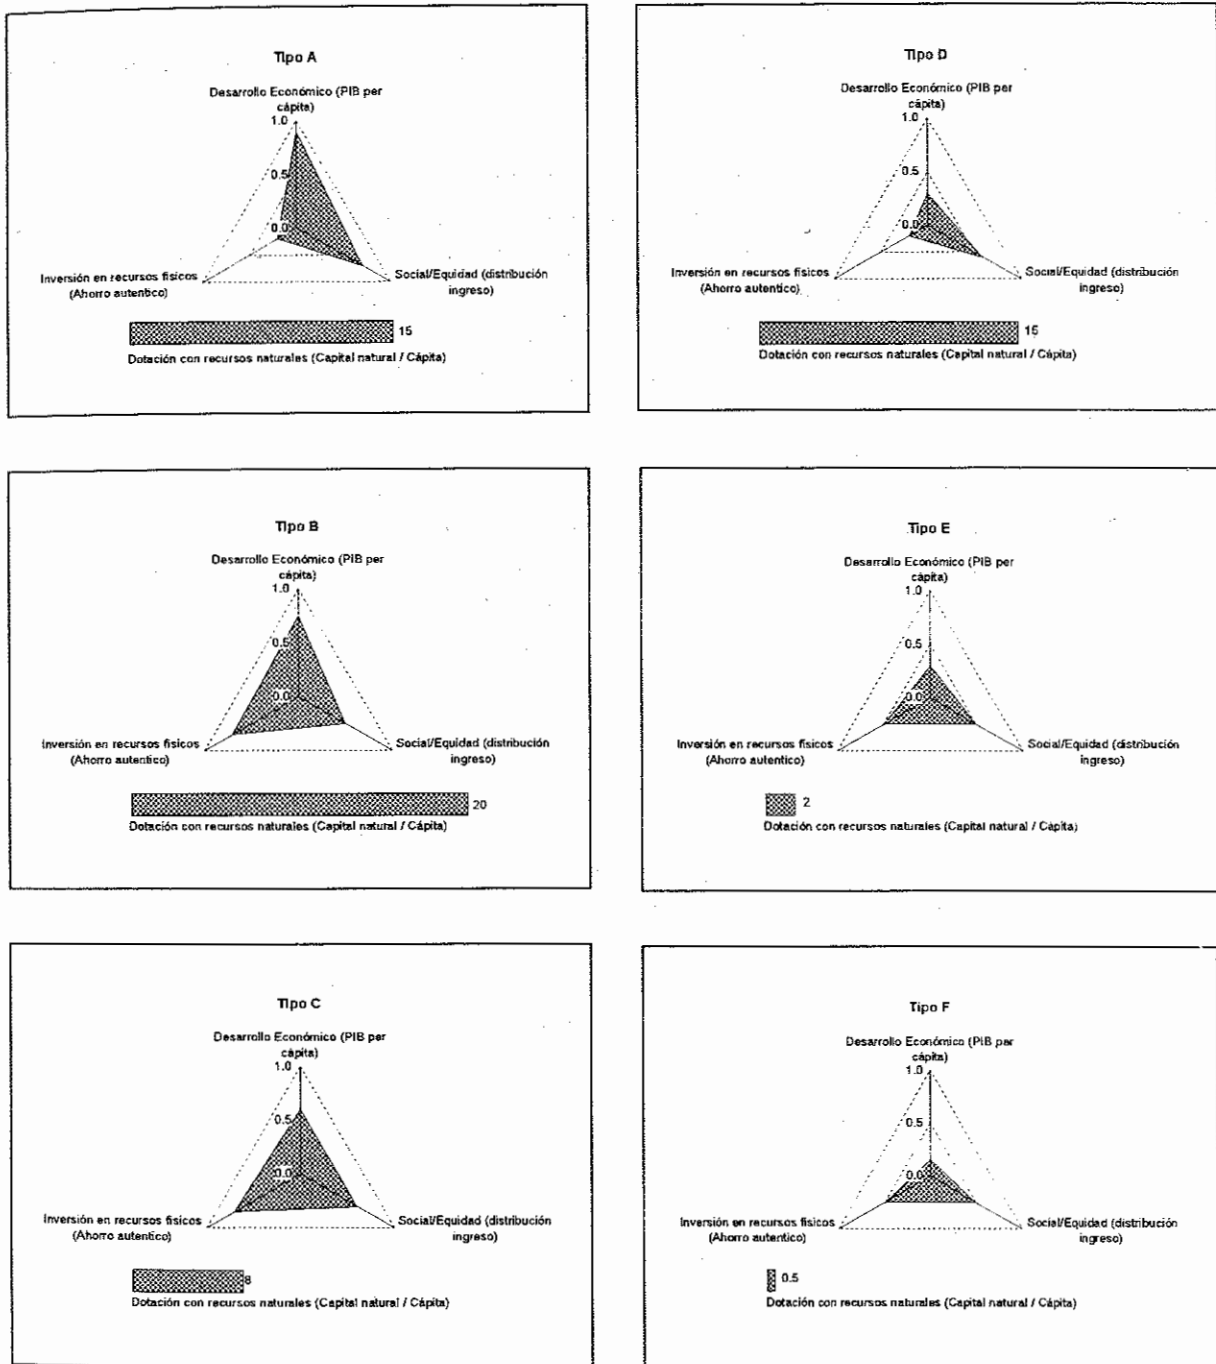 Tipo A
Desarrollo Económico (PIB per
cápita)
1.0
0.5
0.0
Inversión en recursos fisicos
(Ahorro autentico)
Social/Equidad (distribución
ingreso)
15
Dotación con recursos naturales (Capital natural / Cápita)
Tipo D
Desarrollo Económico (PIB per
cápita)
1.0
0.5
0.0
Inversión en recursos fisicos
(Ahorro autentico)
Social/Equidad (distribución
ingreso)
15
Dotación con recursos naturales (Capital natural / Cápita)
Tipo B
Desarrollo Económico (PIB per
cápita)
1.0
0.5
0.0
Inversión en recursos fisicos
(Ahorro autentico)
Social/Equidad (distribución
ingreso)
20
Dotación con recursos naturales (Capital natural / Cápita)
Tipo E
Desarrollo Económico (PIB per
cápita)
1.0
0.5
0.0
Inversión en recursos fisicos
(Ahorro autentico)
Social/Equidad (distribución
ingreso)
2
Dotación con recursos naturales (Capital natural / Cápita)
Tipo C
Desarrollo Económico (PIB per
cápita)
1.0
0.5
0.0
Inversión en recursos fisicos
(Ahorro autentico)
Social/Equidad (distribución
ingreso)
8
Dotación con recursos naturales (Capital natural / Cápita)
Tipo F
Desarrollo Económico (PIB per
cápita)
1.0
0.5
0.0
Inversión en recursos fisicos
(Ahorro autentico)
Social/Equidad (distribución
ingreso)
0.5
Dotación con recursos naturales (Capital natural / Cápita)